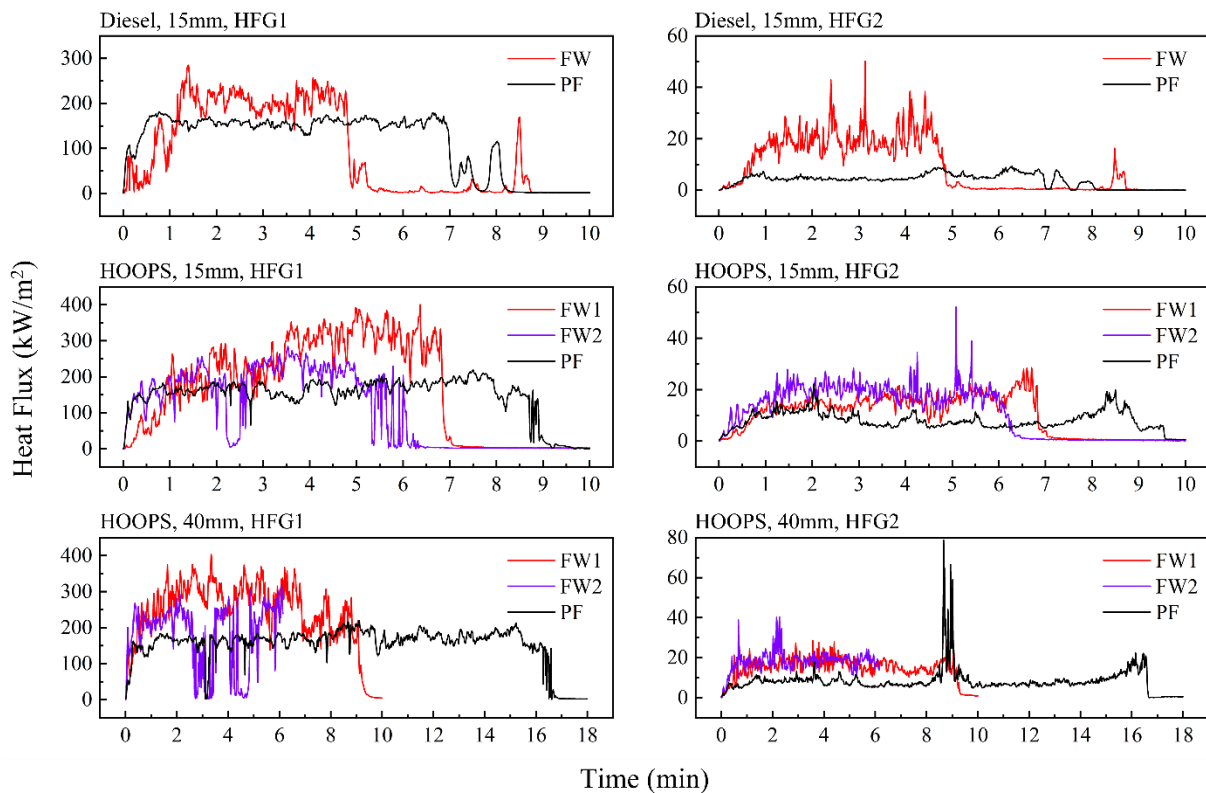 Diesel, 15mm, HFG1
300
200
100
0
FW
PF
0 1 2 3 4 5 6 7 8 9 10
Diesel, 15mm, HFG2
60
40
20
0
FW
PF
0 1 2 3 4 5 6 7 8 9 10
HOOPS, 15mm, HFG1
400
300
200
100
0
FW1
FW2
PF
0 1 2 3 4 5 6 7 8 9 10
HOOPS, 15mm, HFG2
60
40
20
0
FW1
FW2
PF
0 1 2 3 4 5 6 7 8 9 10
HOOPS, 40mm, HFG1
400
300
200
100
0
FW1
FW2
PF
0 2 4 6 8 10 12 14 16 18
HOOPS, 40mm, HFG2
80
60
40
20
0
FW1
FW2
PF
0 2 4 6 8 10 12 14 16 18
Heat Flux (kW/m²)
Time (min)